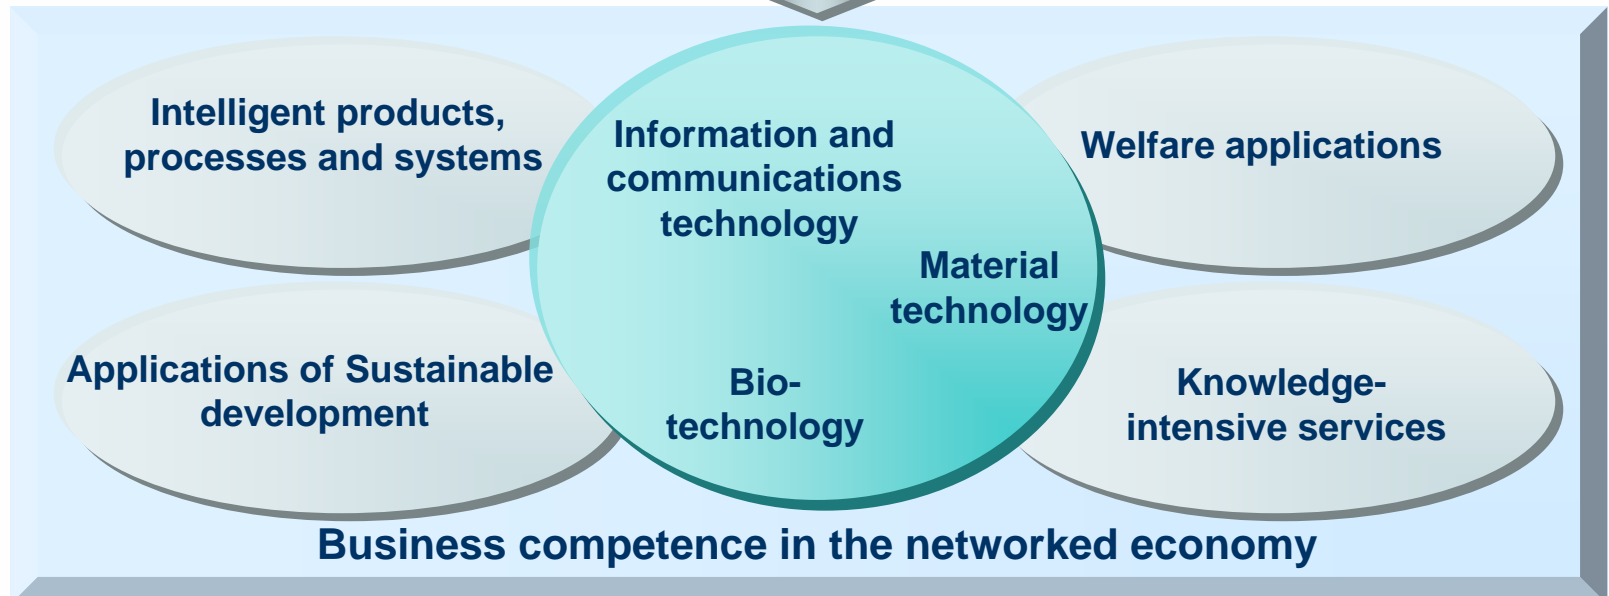 Intelligent products,
processes and systems
Information and
communications
technology
Welfare applications
Material
technology
Applications of Sustainable
development
Bio-
technology
Knowledge-
intensive services
Business competence in the networked economy